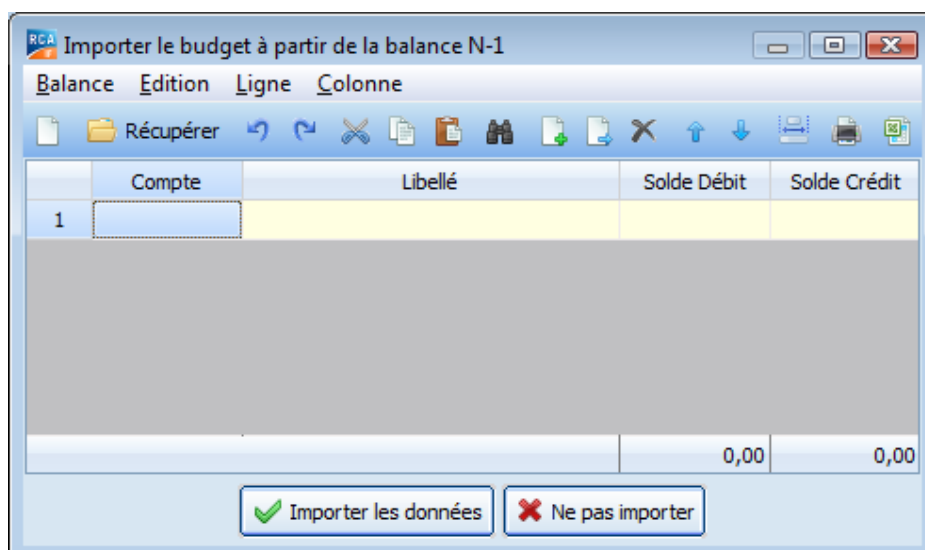 RCA Importer le budget à partir de la balance N-1
Balance Edition Ligne Colonne
Récupérer
Compte Libellé Solde Débit Solde Crédit
1
0,00 0,00
Importer les données Ne pas importer